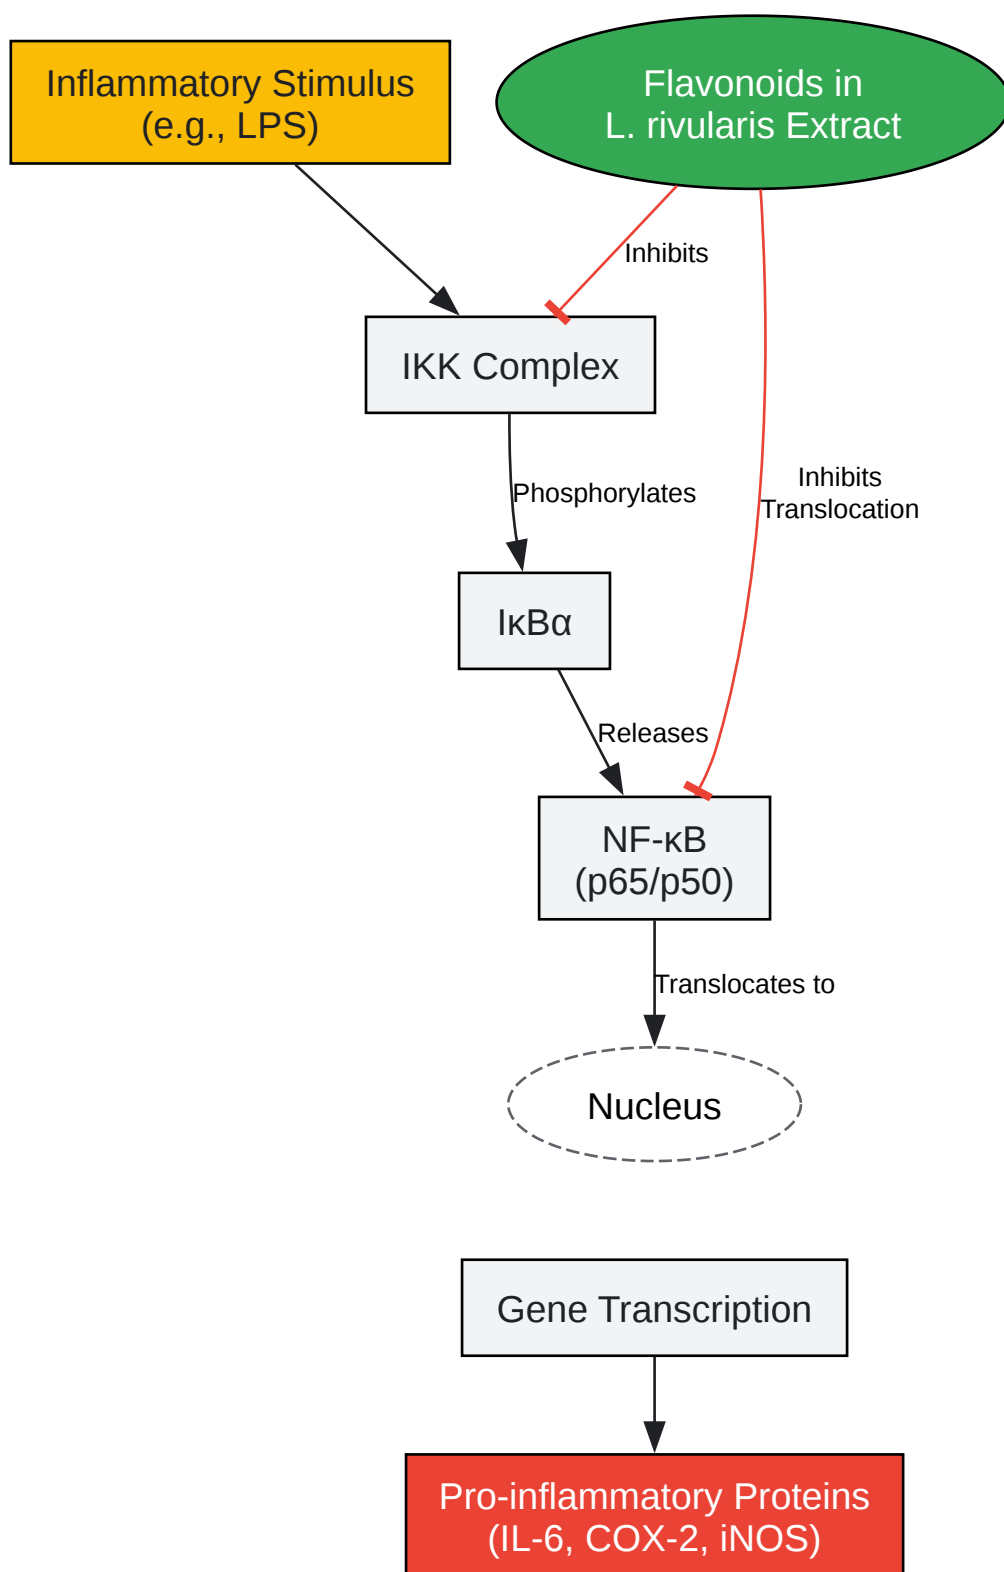 Inflammatory Stimulus
(e.g., LPS)
Flavonoids in
L. rivularis Extract
Inhibits
IKK Complex
Phosphorylates
Inhibits
Translocation
IκBα
Releases
NF-κB
(p65/p50)
Translocates to
Nucleus
Gene Transcription
Pro-inflammatory Proteins
(IL-6, COX-2, iNOS)